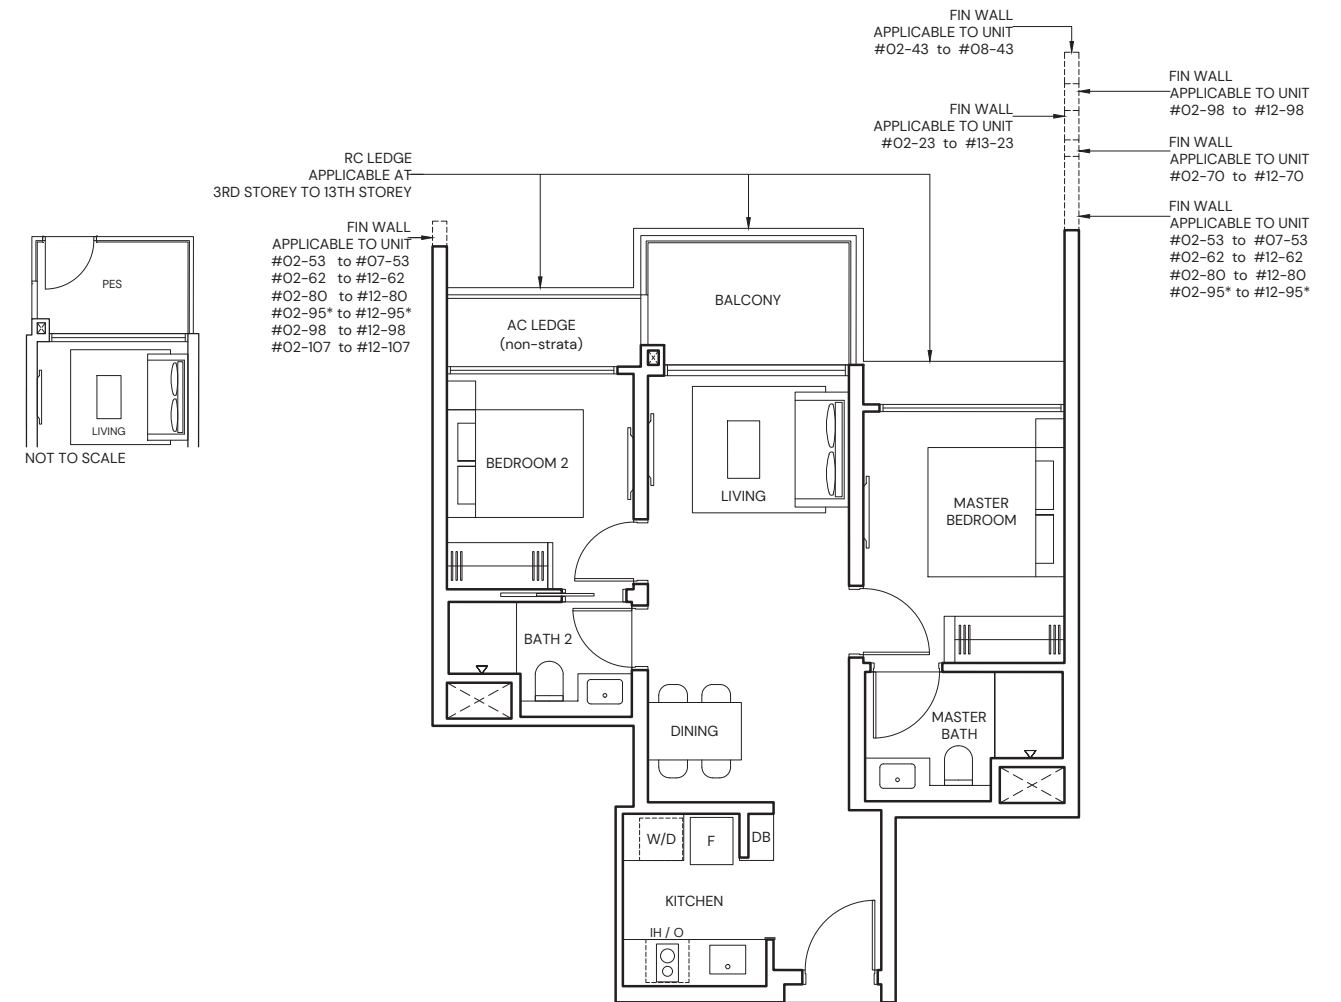 FIN WALL
APPLICABLE TO UNIT
#02-43 to #08-43
FIN WALL
APPLICABLE TO UNIT
#02-98 to #12-98
FIN WALL
APPLICABLE TO UNIT
#02-23 to #13-23
FIN WALL
APPLICABLE TO UNIT
#02-70 to #12-70
RC LEDGE
APPLICABLE AT
3RD STOREY TO 13TH STOREY
FIN WALL
APPLICABLE TO UNIT
#02-53 to #07-53
#02-62 to #12-62
#02-80 to #12-80
#02-95* to #12-95*
FIN WALL
APPLICABLE TO UNIT
#02-53 to #07-53
#02-62 to #12-62
#02-80 to #12-80
#02-95* to #12-95*
#02-98 to #12-98
#02-107 to #12-107
PES
LIVING
NOT TO SCALE
BALCONY
AC LEDGE
(non-strata)
BEDROOM 2
LIVING
MASTER
BEDROOM
BATH 2
DINING
MASTER
BATH
W/D
F
DB
KITCHEN
IH / O